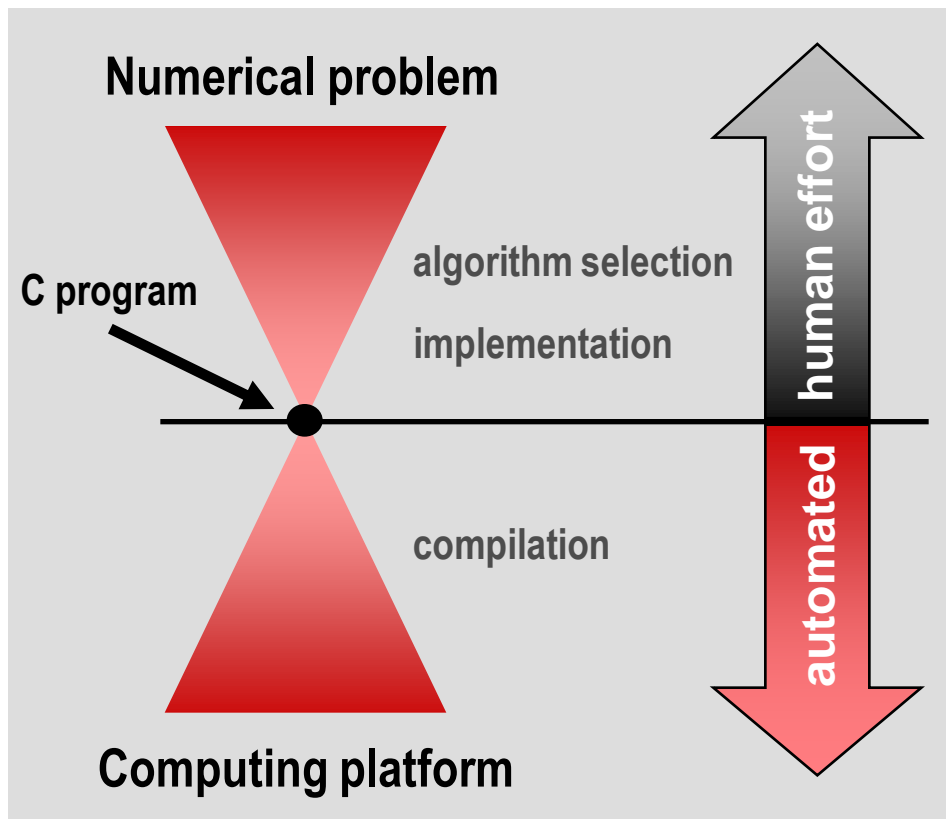 Numerical problem
human effort
algorithm selection
C program
implementation
automated
compilation
Computing platform